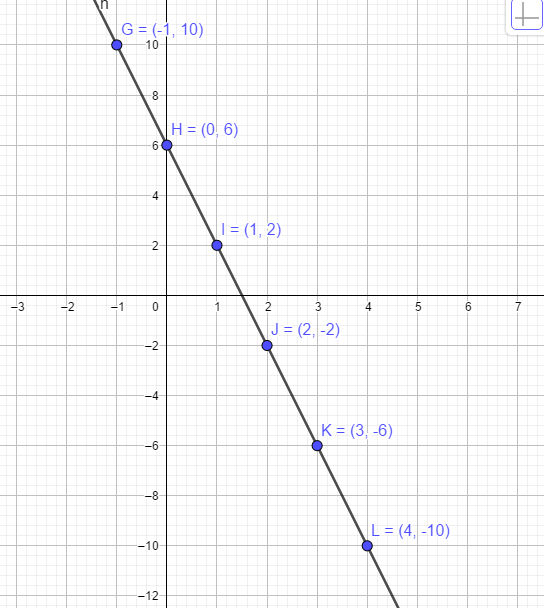 h
G = (-1, 10)
10
8
H = (0, 6)
6
4
I = (1, 2)
2
−3 −2 −1 0 1 2 3 4 5 6 7
J = (2, -2)
−2
−4
K = (3, -6)
−6
−8
L = (4, -10)
−10
−12